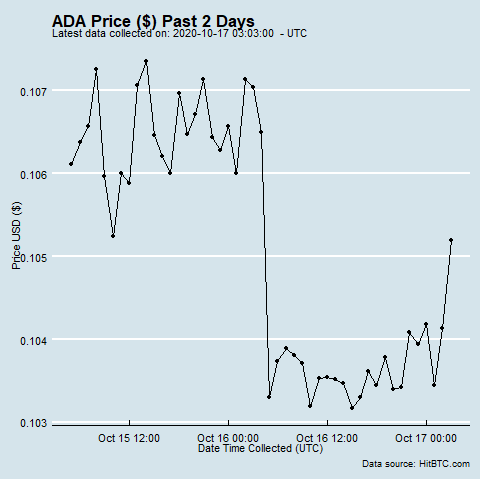 ADA Price ($) Past 2 Days
Latest data collected on: 2020-10-17 03:03:00  - UTC
0.107
0.106
0.105
0.104
0.103
Price USD ($)
Oct 15 12:00
Oct 16 00:00
Oct 16 12:00
Oct 17 00:00
Date Time Collected (UTC)
Data source: HitBTC.com